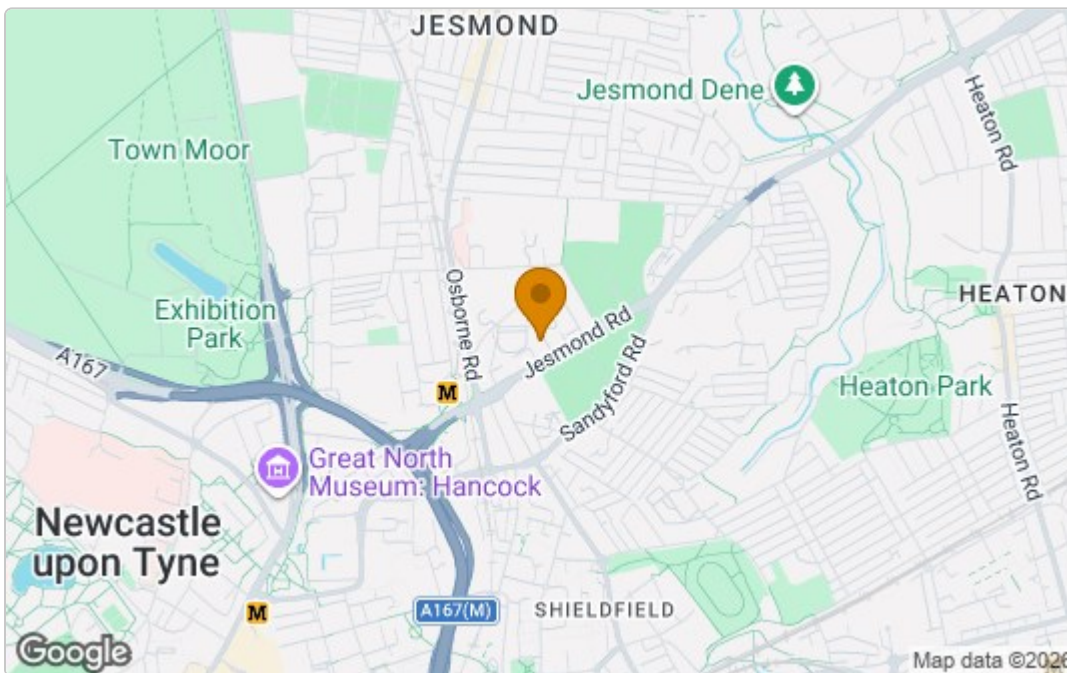 JESMOND
Jesmond Dene
Heaton Rd
Town Moor
Osborne Rd
Exhibition
Park
HEATON
Jesmond Rd
A167
Sandyford Rd
Heaton Park
M
Great North
Museum: Hancock
Heaton Rd
Newcastle
upon Tyne
M
A167(M)
SHIELDFIELD
Google
Map data ©2026